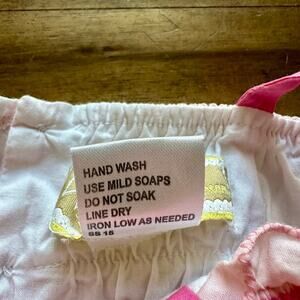 HAND WASH
USE MILD SOAPS
DO NOT SOAK
LINE DRY
IRON LOW AS NEEDED
SS 15